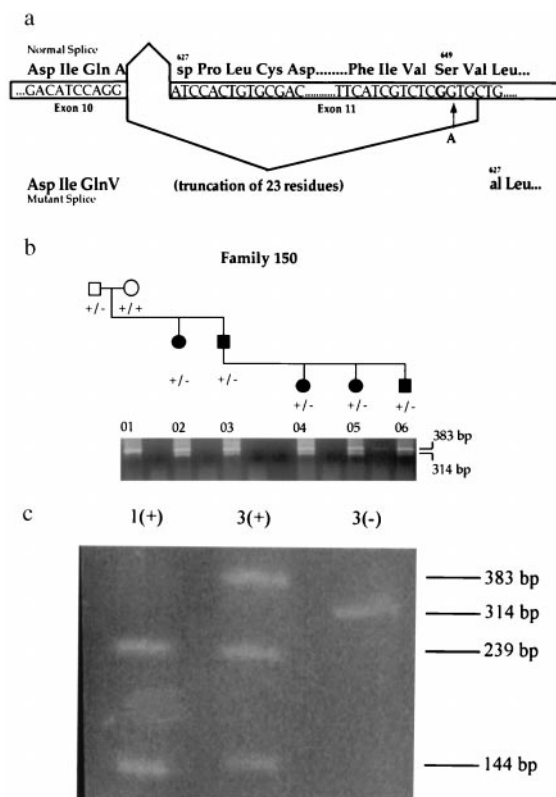 a
Normal Splice
627 649
Asp Ile Gln A sp Pro Leu Cys Asp........Phe Ile Val Ser Val Leu...
...GACATCCAGG ATCCACTGTGCGAC...........TTCATCGTCTCGGTGCTG......
Exon 10 Exon 11
A
627
Asp Ile GlnV (truncation of 23 residues) al Leu...
Mutant Splice
b
Family 150
+/- +/+
+/- +/-
+/- +/- +/-
01 02 03 04 05 06
383 bp
314 bp
c
1(+) 3(+) 3(-)
383 bp
314 bp
239 bp
144 bp